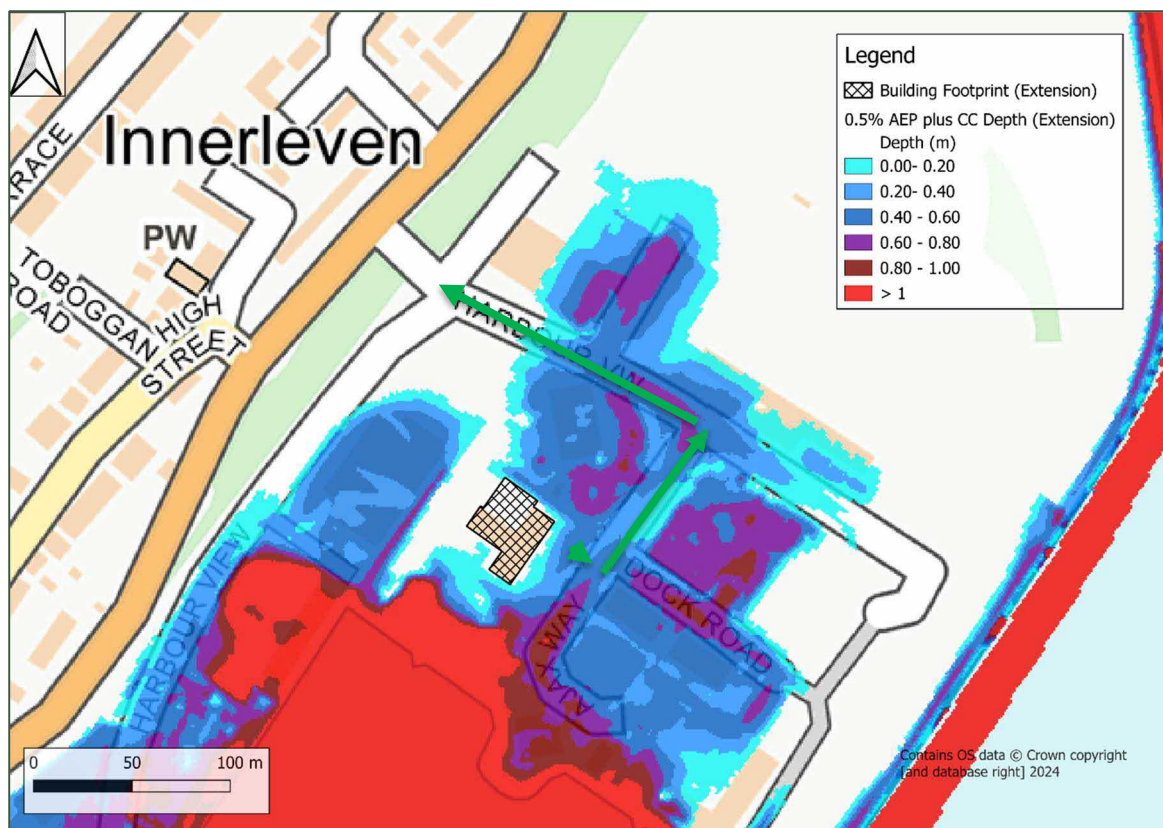 Innerleven
RRACE
PW
TOBOGGAN
ROAD
HIGH
STREET
HARBOUR VW
HARBOUR VIEW
AJAX WAY
DOCK ROAD
Legend
Building Footprint (Extension)
0.5% AEP plus CC Depth (Extension)
Depth (m)
0.00- 0.20
0.20 - 0.40
0.40 - 0.60
0.60 - 0.80
0.80 - 1.00
> 1
0 50 100 m
Contains OS data © Crown copyright
[and database right] 2024